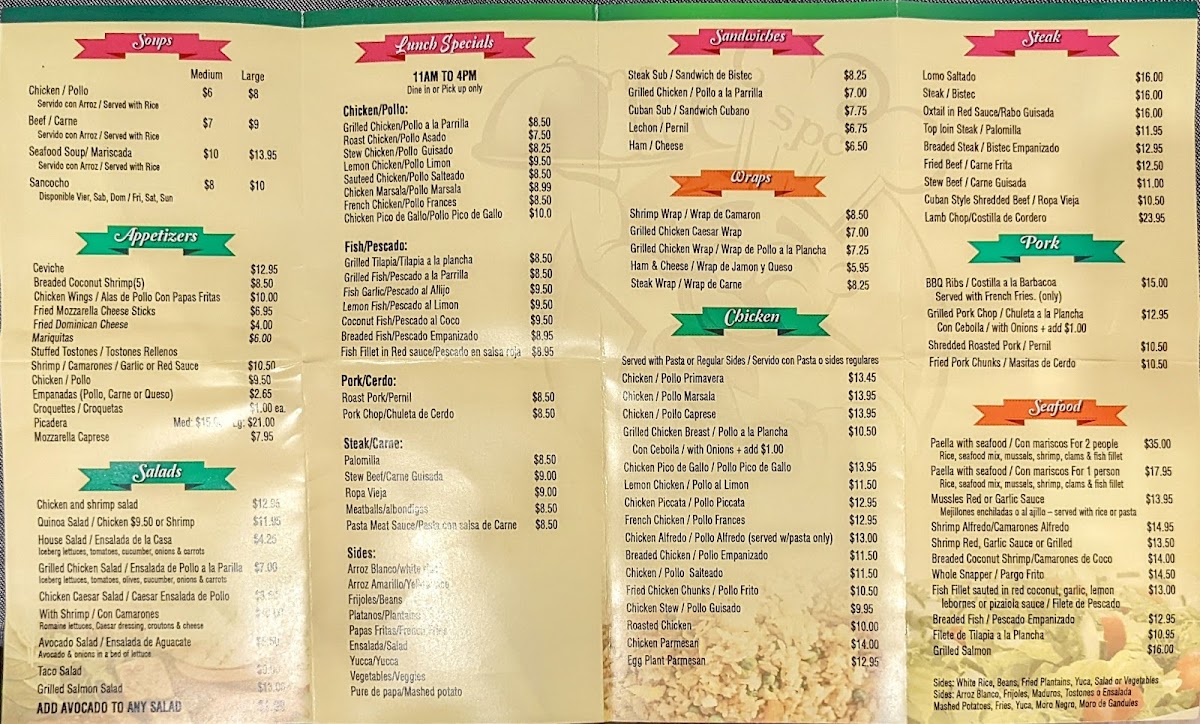 Soups
Medium Large
Chicken / Pollo $6 $8
Servido con Arroz / Served with Rice
Beef / Carne $7 $9
Servido con Arroz / Served with Rice
Seafood Soup/ Mariscada $10 $13.95
Servido con Arroz / Served with Rice
Sancocho $8 $10
Disponible Vier, Sab, Dom / Fri, Sat, Sun
Appetizers
Ceviche $12.95
Breaded Coconut Shrimp(5) $8.50
Chicken Wings / Alas de Pollo Con Papas Fritas $10.00
Fried Mozzarella Cheese Sticks $6.95
Fried Dominican Cheese $4.00
Mariquitas $6.00
Stuffed Tostones / Tostones Rellenos
Shrimp / Camarones / Garlic or Red Sauce $10.50
Chicken / Pollo $9.50
Empanadas (Pollo, Carne or Queso) $2.65
Croquettes / Croquetas $1.00 ea.
Picadera Med: Lg: $21.00
Mozzarella Caprese $7.95
Salads
Chicken and shrimp salad $12.95
Quinoa Salad / Chicken $9.50 or Shrimp $11.95
House Salad / Ensalada de la Casa $4.25
Iceberg lettuces, tomatoes, cucumber, onions & carrots
Grilled Chicken Salad / Ensalada de Pollo a la Parilla $7.00
Iceberg lettuces, tomatoes, olives, cucumber, onions & carrots
Chicken Caesar Salad / Caesar Ensalada de Pollo
With Shrimp / Con Camarones
Romaine lettuces, Caesar dressing, croutons & cheese
Avocado Salad / Ensalada de Aguacate
Avocado & onions in a bed of lettuce
Taco Salad
Grilled Salmon Salad $13.00
ADD AVOCADO TO ANY SALAD
Lunch Specials
11AM TO 4PM
Dine in or Pick up only
Chicken/Pollo:
Grilled Chicken/Pollo a la Parrilla $8.50
Roast Chicken/Pollo Asado $7.50
Stew Chicken/Pollo Guisado $8.25
Lemon Chicken/Pollo Limon $9.50
Sauteed Chicken/Pollo Salteado $8.50
Chicken Marsala/Pollo Marsala $8.99
French Chicken/Pollo Frances $8.50
Chicken Pico de Gallo/Pollo Pico de Gallo $10.0
Fish/Pescado:
Grilled Tilapia/Tilapia a la plancha $8.50
Grilled Fish/Pescado a la Parrilla $8.50
Fish Garlic/Pescado al Allijo $9.50
Lemon Fish/Pescado al Limon $9.50
Coconut Fish/Pescado al Coco $9.50
Breaded Fish/Pescado Empanizado $8.95
Fish Fillet in Red sauce/Pescado en salsa roja $8.95
Pork/Cerdo:
Roast Pork/Pernil $8.50
Pork Chop/Chuleta de Cerdo $8.50
Steak/Carne:
Palomilla $8.50
Stew Beef/Carne Guisada $9.00
Ropa Vieja $9.00
Meatballs/albondigas $8.50
Pasta Meat Sauce/Pasta con salsa de Carne $8.50
Sides:
Arroz Blanco/white
Arroz Amarillo/Yellow
Frijoles/Beans
Platanos/Plantains
Papas Fritas/French
Ensalada/Salad
Yucca/Yucca
Vegetables/Veggies
Pure de papa/Mashed potato
Sandwiches
Steak Sub / Sandwich de Bistec $8.25
Grilled Chicken / Pollo a la Parrilla $7.00
Cuban Sub / Sandwich Cubano $7.75
Lechon / Pernil $6.75
Ham / Cheese $6.50
Wraps
Shrimp Wrap / Wrap de Camaron $8.50
Grilled Chicken Caesar Wrap $7.00
Grilled Chicken Wrap / Wrap de Pollo a la Plancha $7.25
Ham & Cheese / Wrap de Jamon y Queso $5.95
Steak Wrap / Wrap de Carne $8.25
Chicken
Served with Pasta or Regular Sides / Servido con Pasta o sides regulares
Chicken / Pollo Primavera $13.45
Chicken / Pollo Marsala $13.95
Chicken / Pollo Caprese $13.95
Grilled Chicken Breast / Pollo a la Plancha $10.50
Con Cebolla / with Onions + add $1.00
Chicken Pico de Gallo / Pollo Pico de Gallo $13.95
Lemon Chicken / Pollo al Limon $11.50
Chicken Piccata / Pollo Piccata $12.95
French Chicken / Pollo Frances $12.95
Chicken Alfredo / Pollo Alfredo (served w/pasta only) $13.00
Breaded Chicken / Pollo Empanizado $11.50
Chicken / Pollo Salteado $11.50
Fried Chicken Chunks / Pollo Frito $10.50
Chicken Stew / Pollo Guisado $9.95
Roasted Chicken $10.00
Chicken Parmesan $14.00
Egg Plant Parmesan $12.95
Steak
Lomo Saltado $16.00
Steak / Bistec $16.00
Oxtail in Red Sauce/Rabo Guisada $16.00
Top loin Steak / Palomilla $11.95
Breaded Steak / Bistec Empanizado $12.95
Fried Beef / Carne Frita $12.50
Stew Beef / Carne Guisada $11.00
Cuban Style Shredded Beef / Ropa Vieja $10.50
Lamb Chop/Costilla de Cordero $23.95
Pork
BBQ Ribs / Costilla a la Barbacoa $15.00
Served with French Fries. (only)
Grilled Pork Chop / Chuleta a la Plancha $12.95
Con Ceboila / with Onions + add $1.00
Shredded Roasted Pork / Pernil $10.50
Fried Pork Chunks / Masitas de Cerdo $10.50
Seafood
Paella with seafood / Con mariscos For 2 people $35.00
Rice, seafood mix, mussels, shrimp, clams & fish fillet
Paella with seafood / Con mariscos For 1 person $17.95
Rice, seafood mix, mussels, shrimp, clams & fish fillet
Mussles Red or Garlic Sauce $13.95
Mejillones enchiladas o al ajillo – served with rice or pasta
Shrimp Alfredo/Camarones Alfredo $14.95
Shrimp Red, Garlic Sauce or Grilled $13.50
Breaded Coconut Shrimp/Camarones de Coco $14.00
Whole Snapper / Pargo Frito $14.50
Fish Fillet sauted in red coconut, garlic, lemon $13.00
lebornes or pizaiola sauce / Filete de Pescado
Breaded Fish / Pescado Empanizado $12.95
Filete de Tilapia a la Plancha $10.95
Grilled Salmon $16.00
Sides: White Rice, Beans, Fried Plantains, Yuca, Salad or Vegetables
Sides: Arroz Blanco, Frijoles, Maduros, Tostones o Ensalada
Mashed Potatoes, Fries, Yuca, Moro Negro, Moro de Gandules